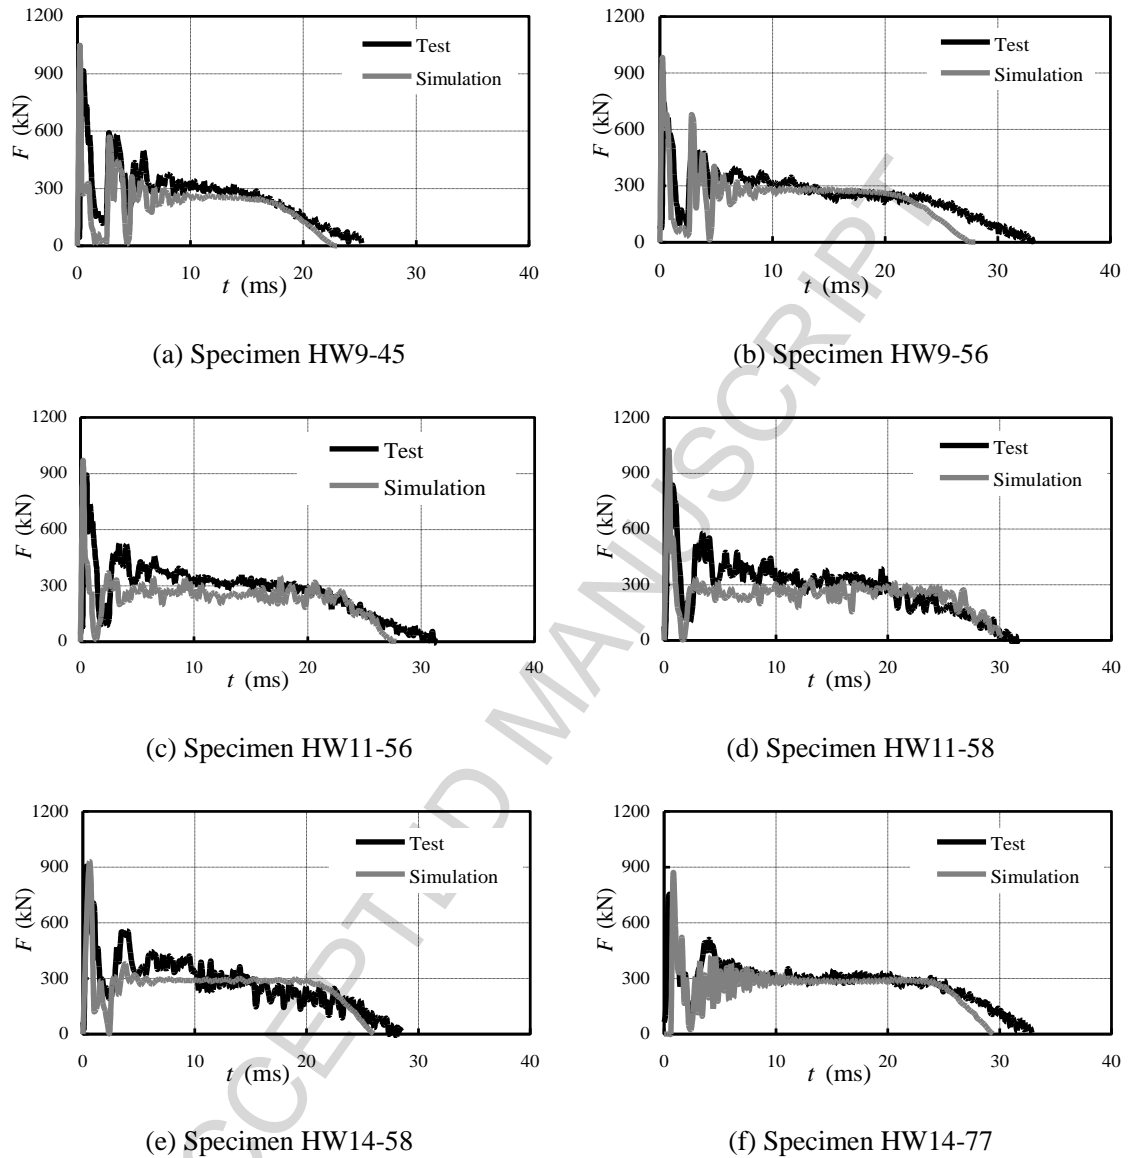 1200
900
600
300
0
F (kN)
Test
Simulation
0 10 20 30 40
t (ms)
(a) Specimen HW9-45
1200
900
600
300
0
F (kN)
Test
Simulation
0 10 20 30 40
t (ms)
(b) Specimen HW9-56
1200
900
600
300
0
F (kN)
Test
Simulation
0 10 20 30 40
t (ms)
(c) Specimen HW11-56
1200
900
600
300
0
F (kN)
Test
Simulation
0 10 20 30 40
t (ms)
(d) Specimen HW11-58
1200
900
600
300
0
F (kN)
Test
Simulation
0 10 20 30 40
t (ms)
(e) Specimen HW14-58
1200
900
600
300
0
F (kN)
Test
Simulation
0 10 20 30 40
t (ms)
(f) Specimen HW14-77
CCEPTED MANUSCRIPT